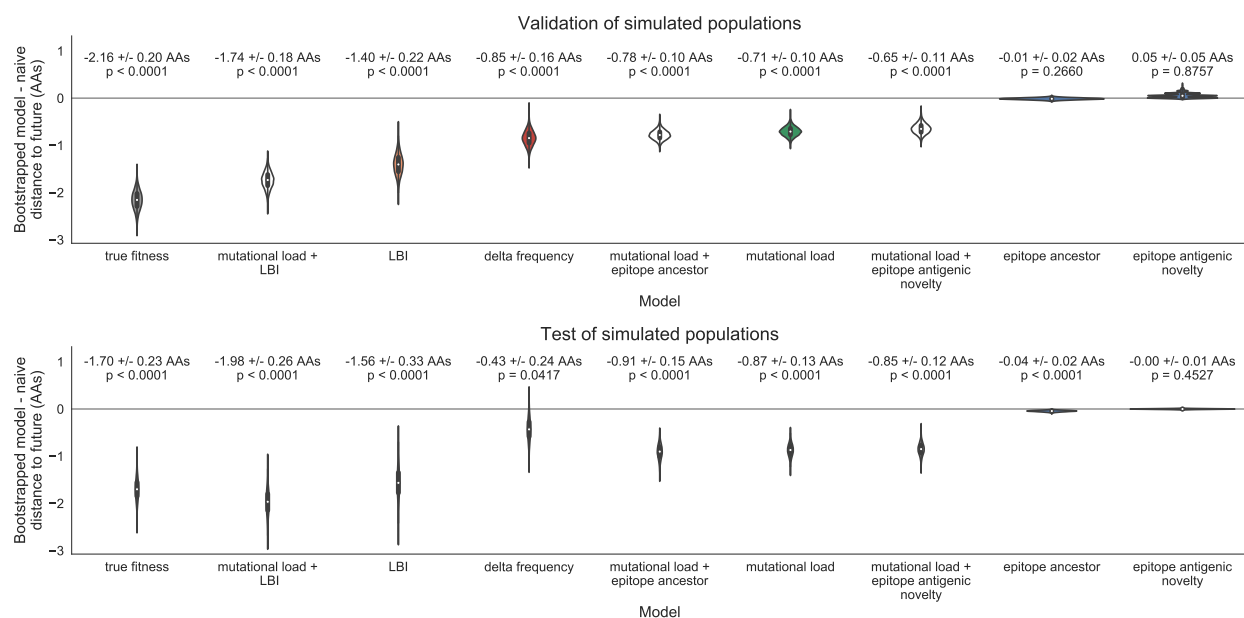 Validation of simulated populations
Bootstrapped model - naive
distance to future (AAs)
1
0
−1
−2
−3
-2.16 +/- 0.20 AAs
p < 0.0001
-1.74 +/- 0.18 AAs
p < 0.0001
-1.40 +/- 0.22 AAs
p < 0.0001
-0.85 +/- 0.16 AAs
p < 0.0001
-0.78 +/- 0.10 AAs
p < 0.0001
-0.71 +/- 0.10 AAs
p < 0.0001
-0.65 +/- 0.11 AAs
p < 0.0001
-0.01 +/- 0.02 AAs
p = 0.2660
0.05 +/- 0.05 AAs
p = 0.8757
true fitness
mutational load +
LBI
LBI
delta frequency
mutational load +
epitope ancestor
mutational load
mutational load +
epitope antigenic
novelty
epitope ancestor
epitope antigenic
novelty
Model
Test of simulated populations
Bootstrapped model - naive
distance to future (AAs)
1
0
−1
−2
−3
-1.70 +/- 0.23 AAs
p < 0.0001
-1.98 +/- 0.26 AAs
p < 0.0001
-1.56 +/- 0.33 AAs
p < 0.0001
-0.43 +/- 0.24 AAs
p = 0.0417
-0.91 +/- 0.15 AAs
p < 0.0001
-0.87 +/- 0.13 AAs
p < 0.0001
-0.85 +/- 0.12 AAs
p < 0.0001
-0.04 +/- 0.02 AAs
p < 0.0001
-0.00 +/- 0.01 AAs
p = 0.4527
true fitness
mutational load +
LBI
LBI
delta frequency
mutational load +
epitope ancestor
mutational load
mutational load +
epitope antigenic
novelty
epitope ancestor
epitope antigenic
novelty
Model